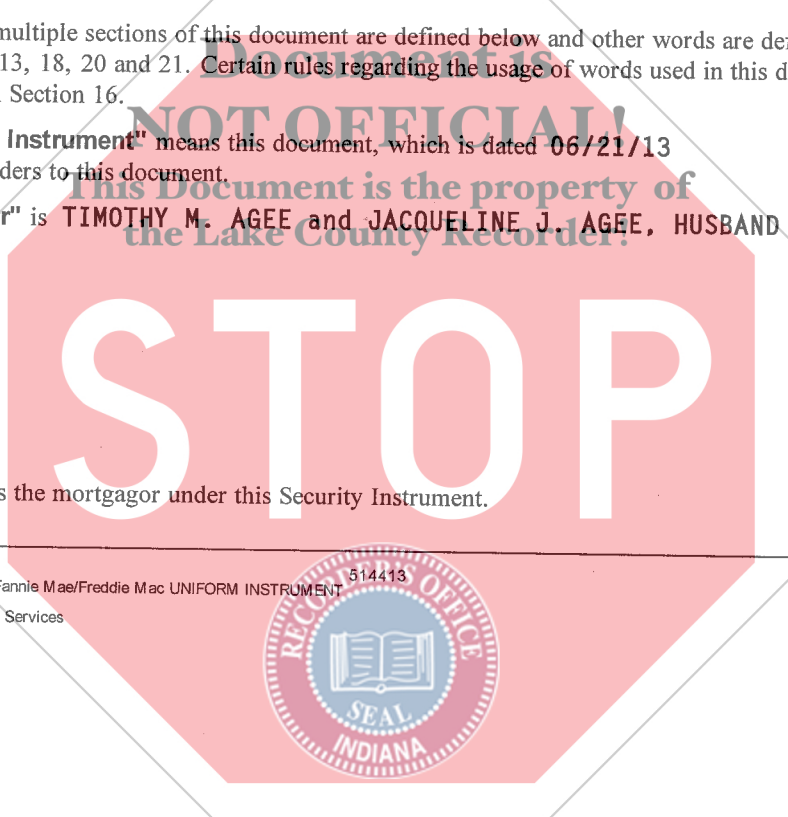 multiple sections of this document are defined below and other words are de
Document is
13, 18, 20 and 21. Certain rules regarding the usage of words used in this d
Section 16.
NOT OFFICIAL!
Instrument" means this document, which is dated 06/21/13
ders to this document.
This Document is the property of
r" is TIMOTHY M. AGEE and JACQUELINE J. AGEE, HUSBAND
the Lake County Recorder!
STOP
s the mortgagor under this Security Instrument.
Fannie Mae/Freddie Mac UNIFORM INSTRUMENT 514413
Services
RECORDER'S OFFICE
SEAL
INDIANA